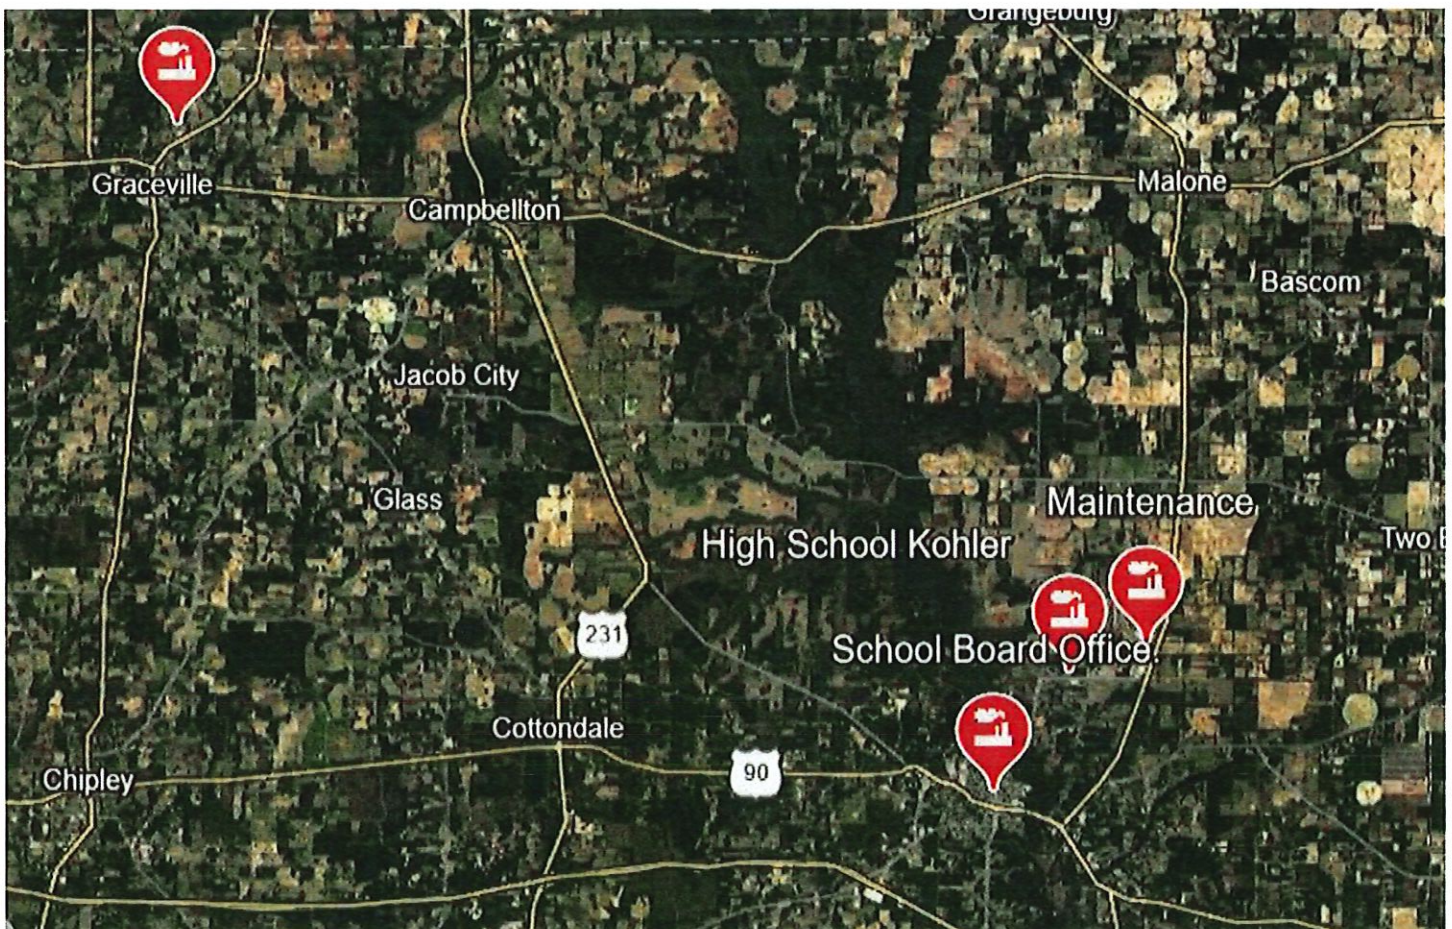 Grangeburg
Graceville
Malone
Campbellton
Bascom
Jacob City
Glass
Maintenance
High School Kohler
Two
231
School Board Office
Cottondale
90
Chipley